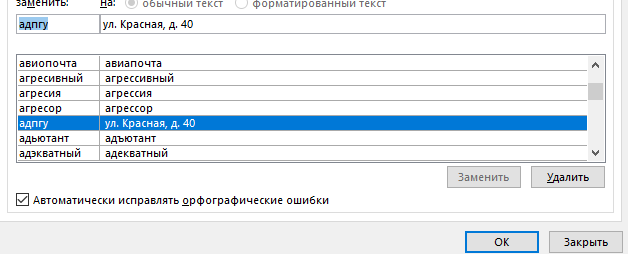 заменить: на: обычный текст форматированный текст
адпгу ул. Красная, д. 40
авиопочта авиапочта
агресивный агрессивный
агресия агрессия
агресор агрессор
адпгу ул. Красная, д. 40
адьютант адъютант
адэкватный адекватный
Заменить Удалить
Автоматически исправлять орфографические ошибки
ОК Закрыть